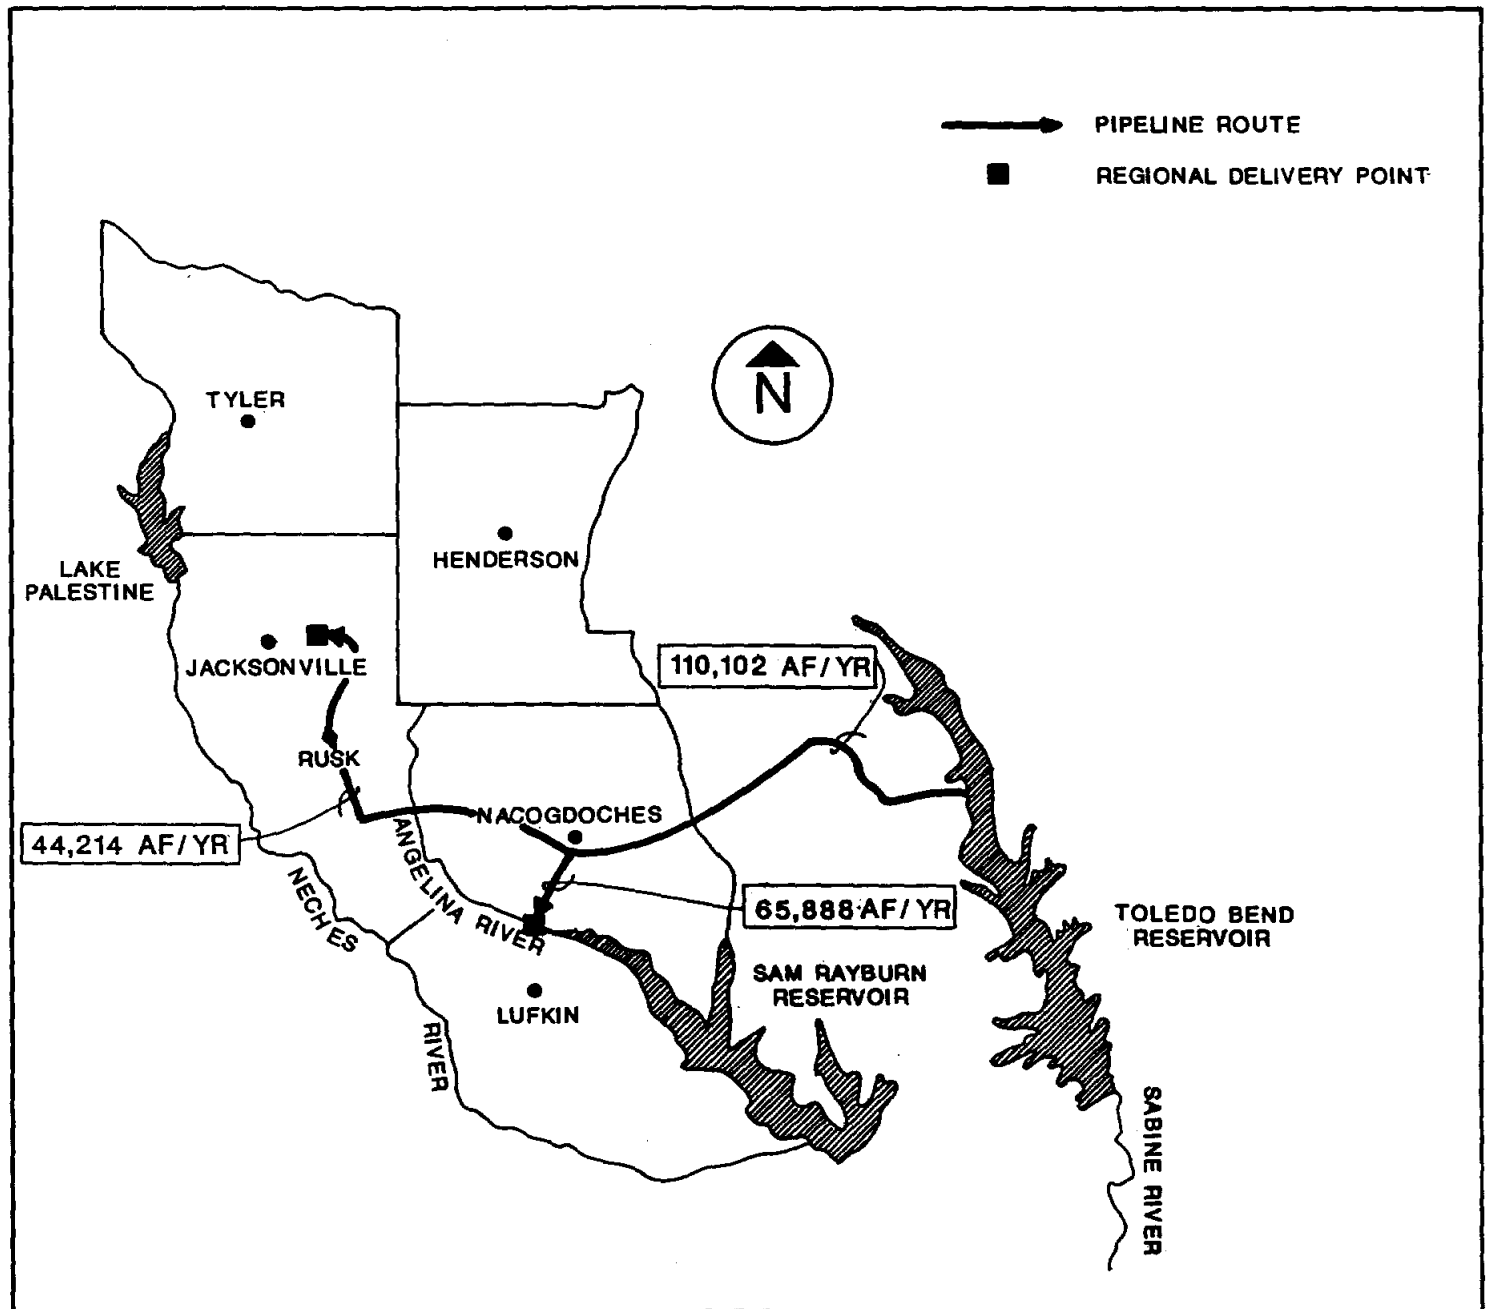 PIPELINE ROUTE
REGIONAL DELIVERY POINT
N
TYLER
HENDERSON
LAKE
PALESTINE
JACKSONVILLE
110,102 AF/YR
RUSK
NACOGDOCHES
44,214 AF/YR
ANGELINA RIVER
NECHES
RIVER
65,888 AF/YR
TOLEDO BEND
RESERVOIR
SAM RAYBURN
RESERVOIR
LUFKIN
SABINE RIVER